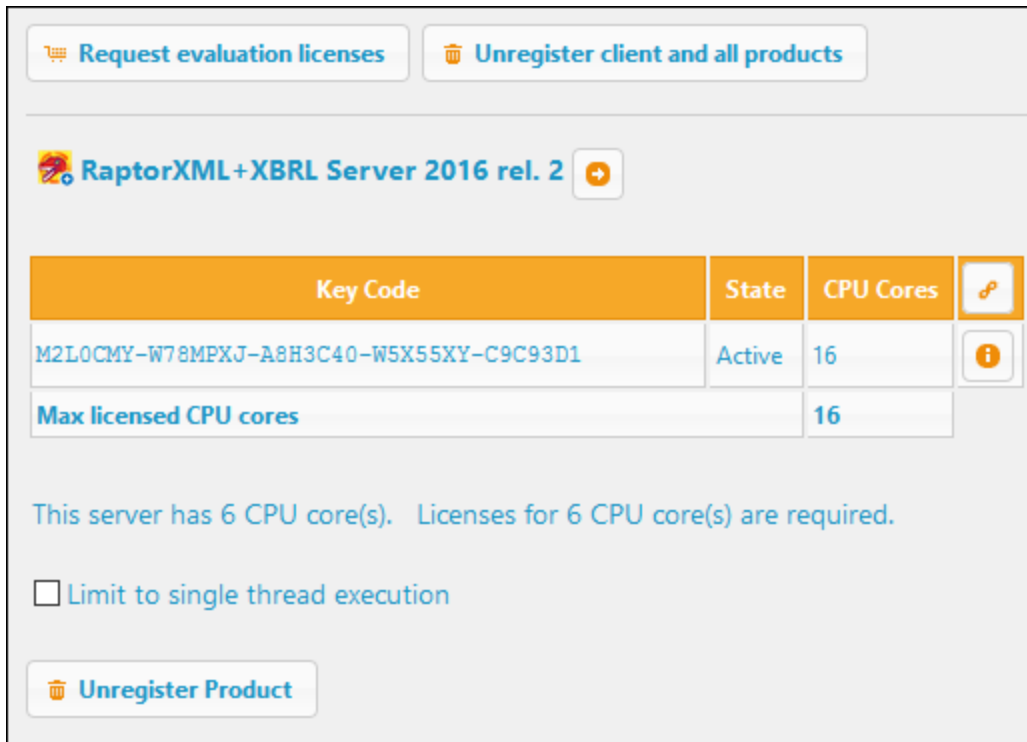 Request evaluation licenses Unregister client and all products
RaptorXML+XBRL Server 2016 rel. 2
Key Code State CPU Cores
M2L0CMY-W78MPXJ-A8H3C40-W5X55XY-C9C93D1 Active 16
Max licensed CPU cores 16
This server has 6 CPU core(s). Licenses for 6 CPU core(s) are required.
Limit to single thread execution
Unregister Product